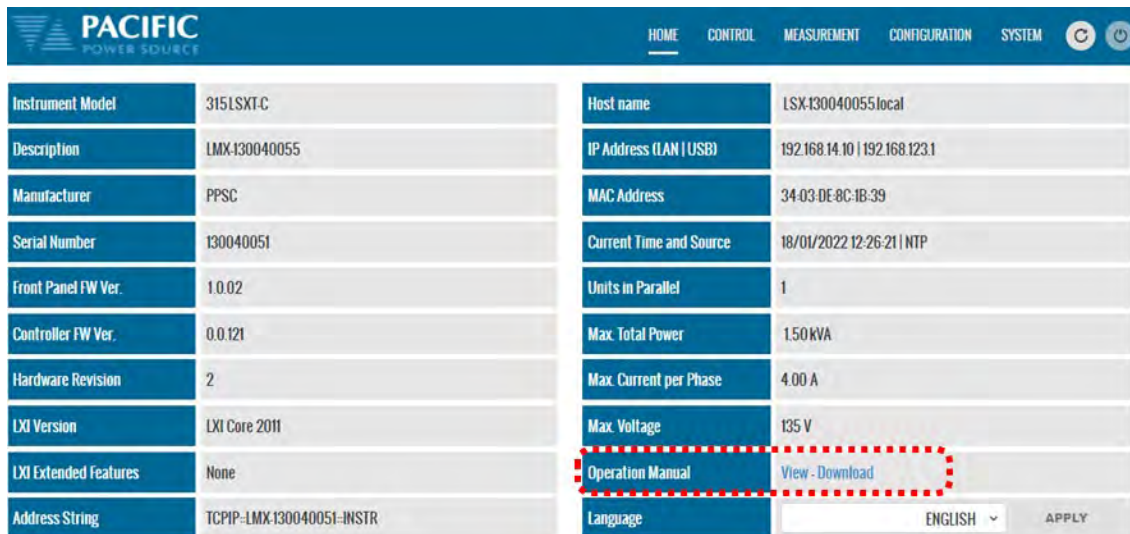 PACIFIC
POWER SOURCE
HOME CONTROL MEASUREMENT CONFIGURATION SYSTEM
Instrument Model 315LSXT-C
Description LMX-130040055
Manufacturer PPSC
Serial Number 130040051
Front Panel FW Ver. 1.0.02
Controller FW Ver. 0.0.121
Hardware Revision 2
LXI Version LXI Core 2011
LXI Extended Features None
Address String TCPIP::LMX-130040051::INSTR
Host name LSX-130040055.local
IP Address (LAN | USB) 192.168.14.10 | 192.168.123.1
MAC Address 34-03-DE-8C-1B-39
Current Time and Source 18/01/2022 12:26:21 | NTP
Units in Parallel 1
Max. Total Power 1.50 kVA
Max. Current per Phase 4.00 A
Max. Voltage 135 V
Operation Manual View - Download
Language ENGLISH APPLY